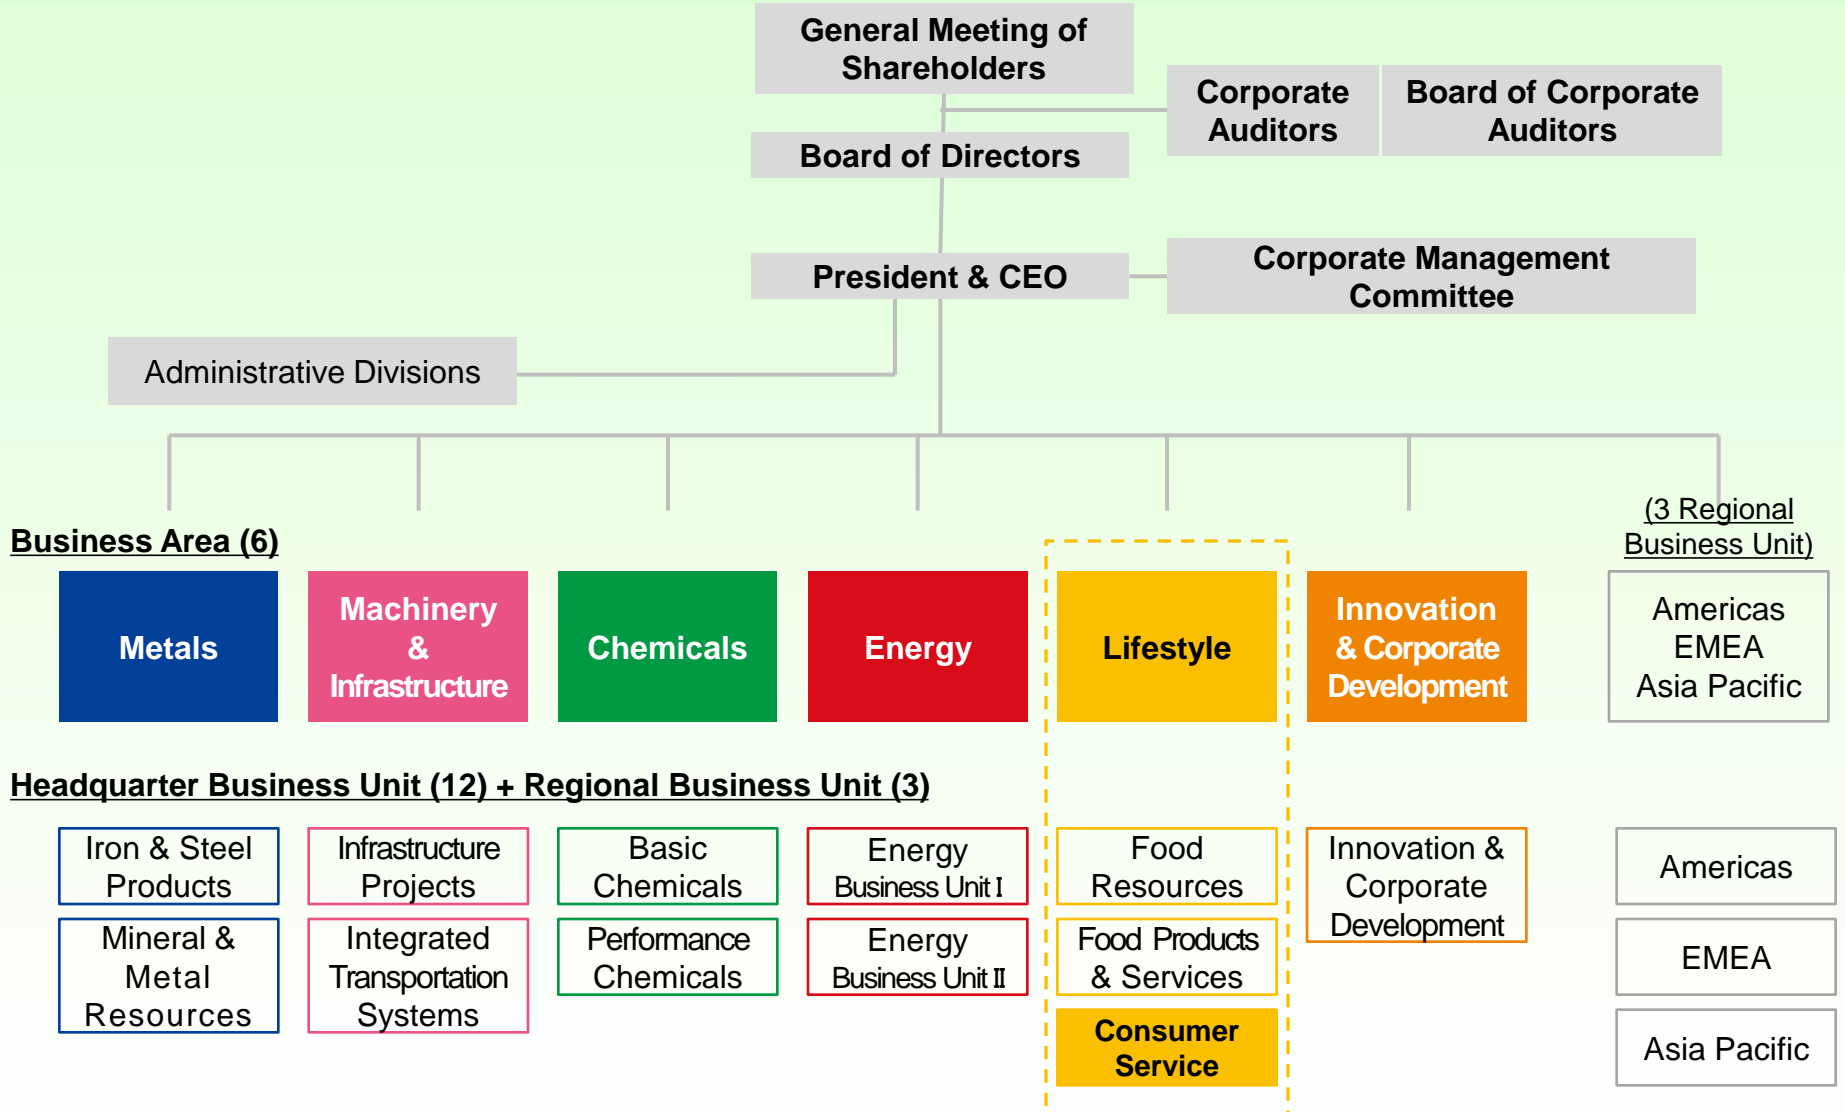 General Meeting of
Shareholders
Corporate
Auditors
Board of Corporate
Auditors
Board of Directors
President & CEO
Corporate Management
Committee
Administrative Divisions
Business Area (6)
(3 Regional
Business Unit)
Metals
Machinery
&
Infrastructure
Chemicals
Energy
Lifestyle
Innovation
& Corporate
Development
Americas
EMEA
Asia Pacific
Headquarter Business Unit (12) + Regional Business Unit (3)
Iron & Steel
Products
Infrastructure
Projects
Basic
Chemicals
Energy
Business Unit Ⅰ
Food
Resources
Innovation &
Corporate
Development
Americas
Mineral &
Metal
Resources
Integrated
Transportation
Systems
Performance
Chemicals
Energy
Business Unit Ⅱ
Food Products
& Services
EMEA
Consumer
Service
Asia Pacific